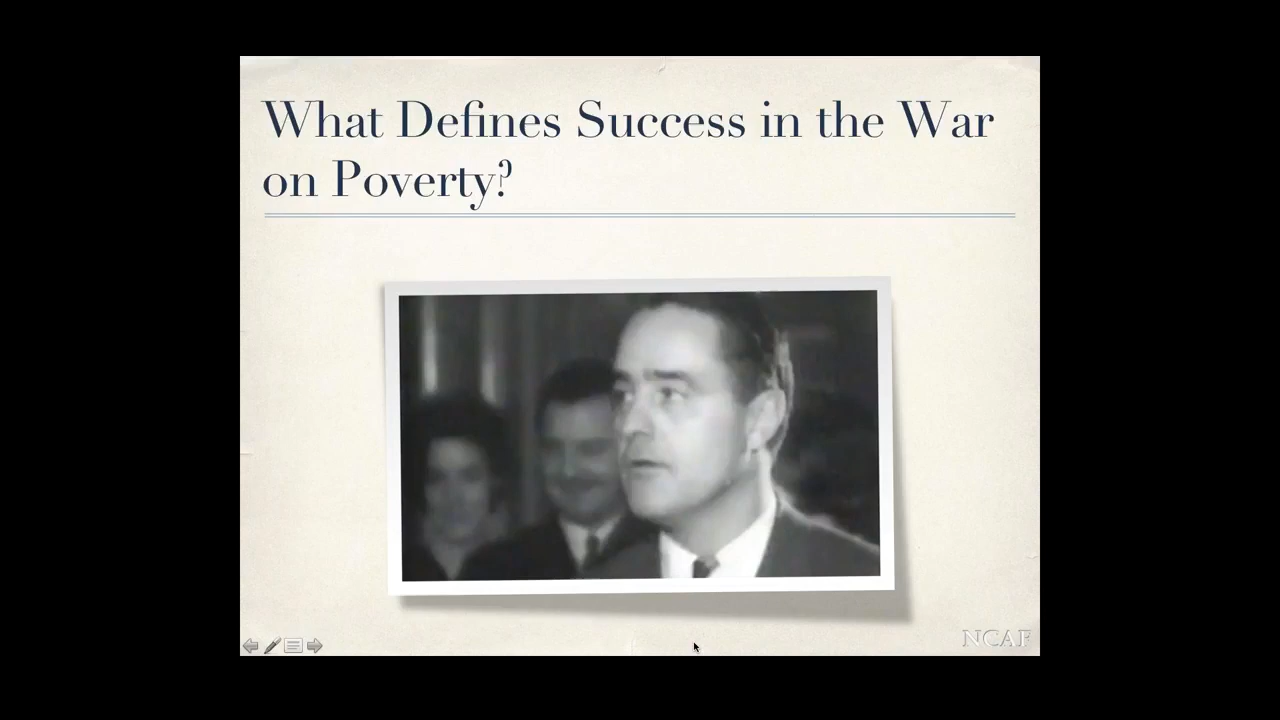 What Defines Success in the War
on Poverty?
NCAF